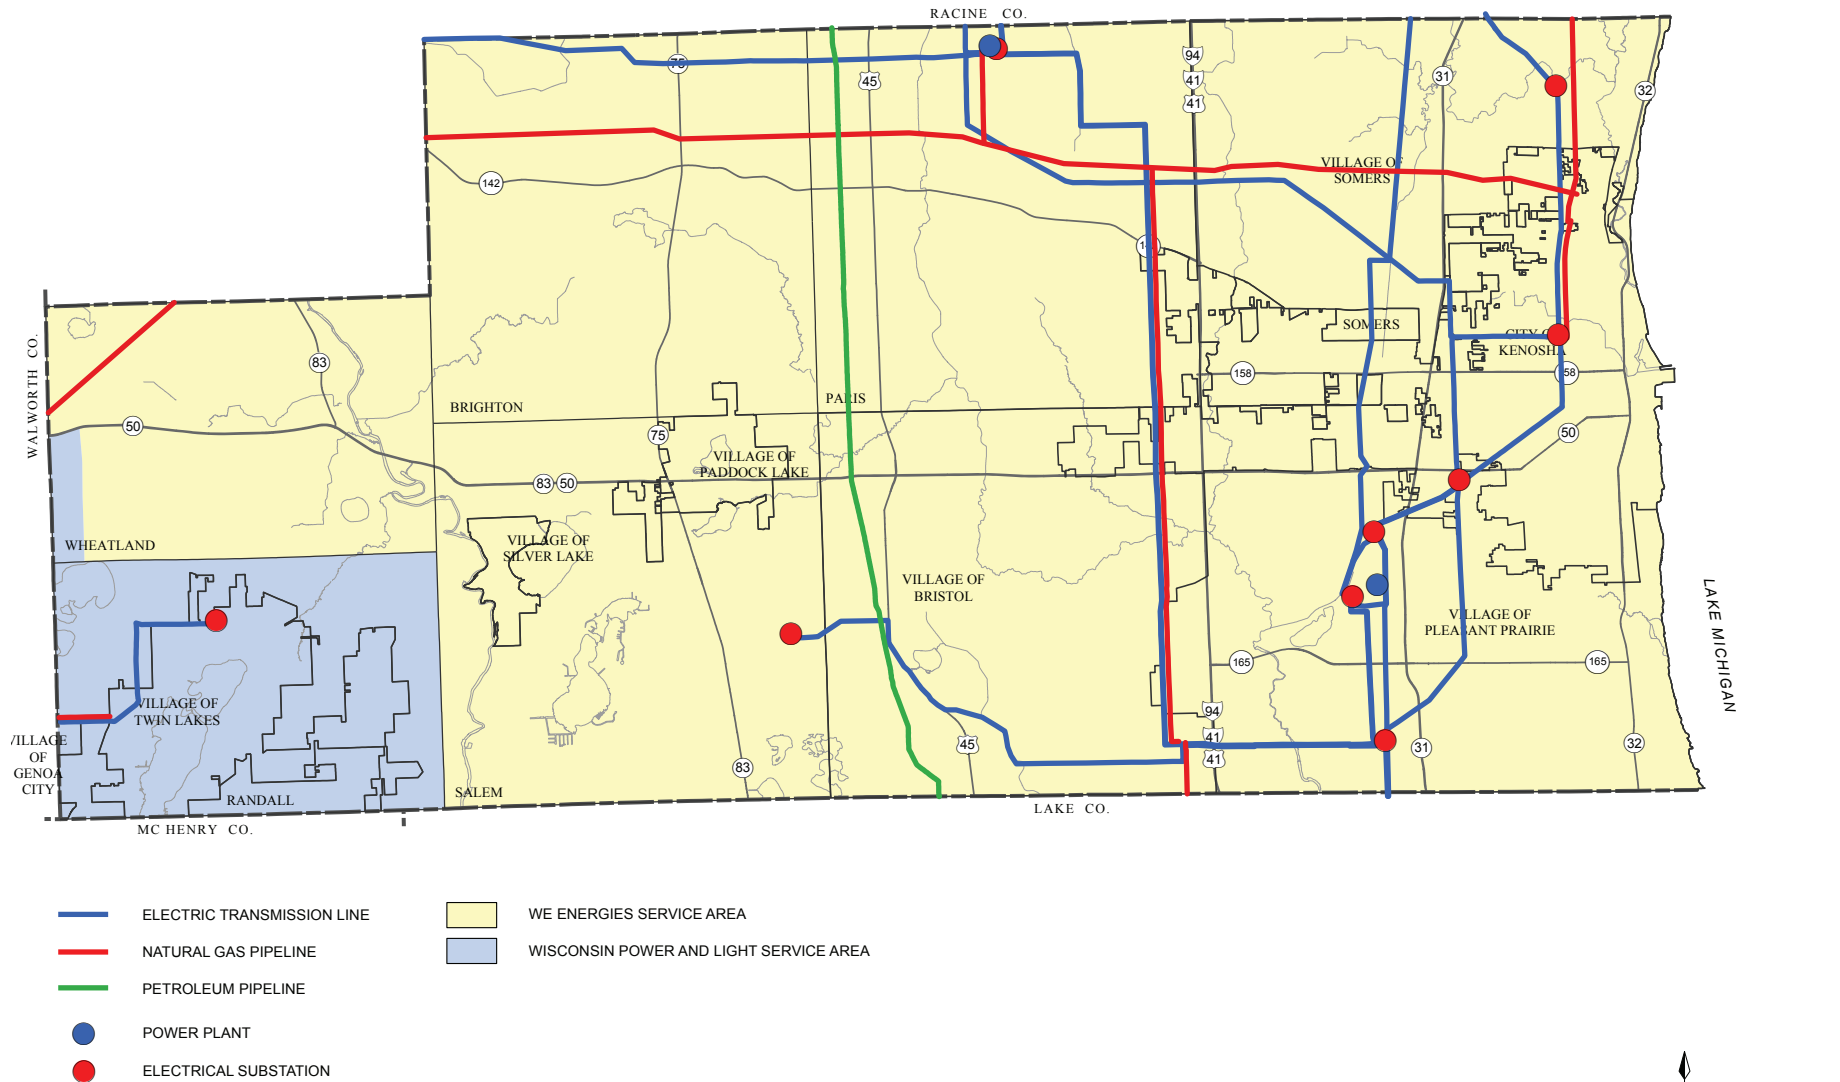 RACINE CO.
94
41
41
75
45
31
32
142
VILLAGE OF
SOMERS
WALWORTH CO.
83
SOMERS
CITY O
KENOSHA
158
58
BRIGHTON
PARIS
50
75
50
VILLAGE OF
PADDOCK LAKE
83
50
WHEATLAND
VILLAGE OF
SILVER LAKE
VILLAGE OF
BRISTOL
VILLAGE OF
PLEASANT PRAIRIE
LAKE MICHIGAN
165
165
VILLAGE OF
TWIN LAKES
VILLAGE
OF
GENOA
CITY
94
41
41
45
31
32
83
RANDALL
SALEM
LAKE CO.
MC HENRY CO.
ELECTRIC TRANSMISSION LINE
WE ENERGIES SERVICE AREA
NATURAL GAS PIPELINE
WISCONSIN POWER AND LIGHT SERVICE AREA
PETROLEUM PIPELINE
POWER PLANT
ELECTRICAL SUBSTATION